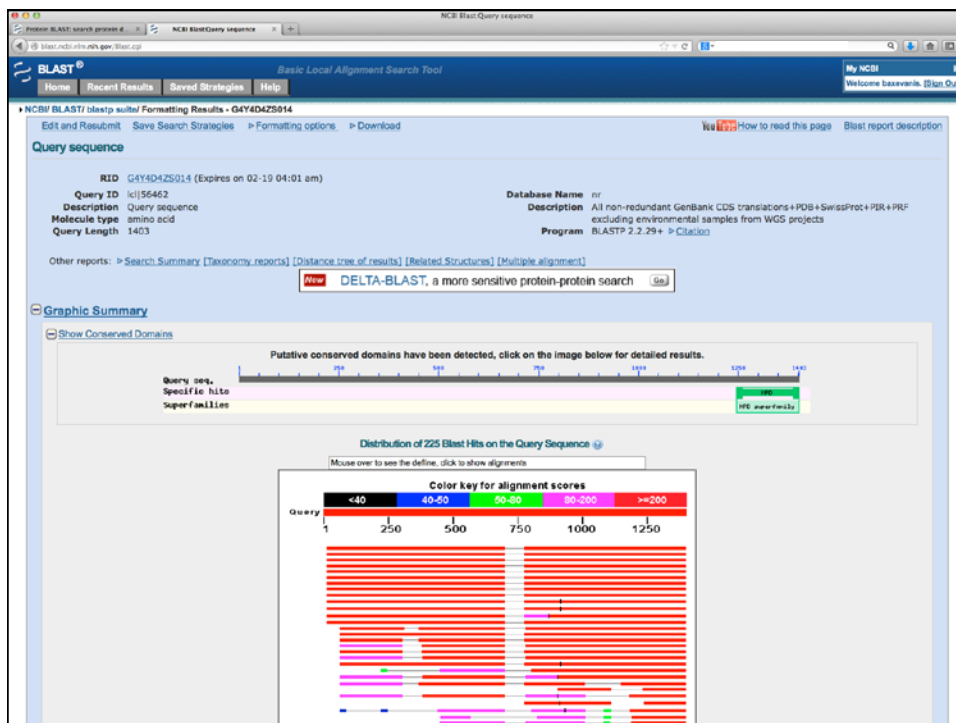 NCBI Blast:Query sequence
Protein BLAST: search protein d... × NCBI Blast:Query sequence × +
blast.ncbi.nlm.nih.gov/Blast.cgi
BLAST® Basic Local Alignment Search Tool My NCBI
Home Recent Results Saved Strategies Help Welcome baxevanis. [Sign Ou
NCBI/ BLAST/ blastp suite/ Formatting Results - G4Y4D4ZS014
Edit and Resubmit Save Search Strategies Formatting options Download You Tube How to read this page Blast report description
Query sequence
RID G4Y4D4ZS014 (Expires on 02-19 04:01 am)
Query ID lcl|56462 Database Name nr
Description Query sequence Description All non-redundant GenBank CDS translations+PDB+SwissProt+PIR+PRF
Molecule type amino acid excluding environmental samples from WGS projects
Query Length 1403 Program BLASTP 2.2.29+ Citation
Other reports: Search Summary [Taxonomy reports] [Distance tree of results] [Related Structures] [Multiple alignment]
New DELTA-BLAST, a more sensitive protein-protein search Go
Graphic Summary
Show Conserved Domains
Putative conserved domains have been detected, click on the image below for detailed results.
1 250 500 750 1000 1250 1403
Query seq.
Specific hits
Superfamilies
Distribution of 225 Blast Hits on the Query Sequence
Mouse over to see the define, click to show alignments
Color key for alignment scores
<40 40-50 50-80 80-200 >=200
Query
1 250 500 750 1000 1250